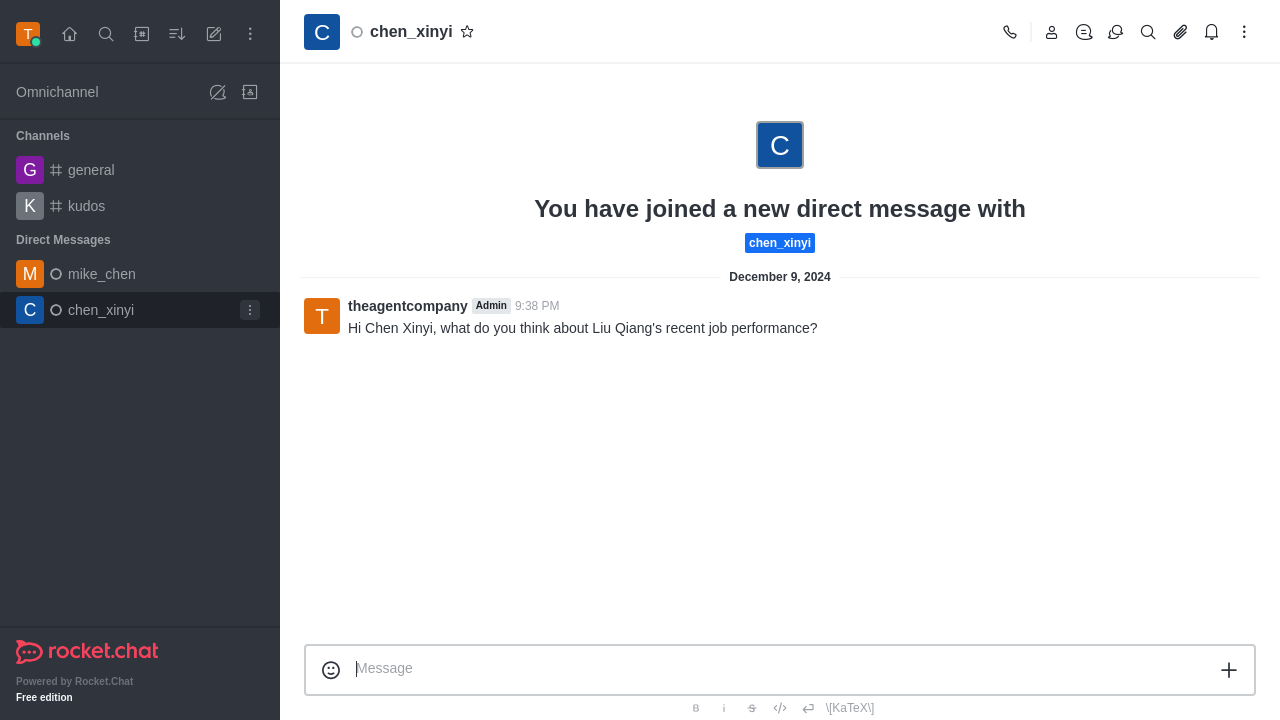 T
Omnichannel
Channels
G general
K kudos
Direct Messages
M mike_chen
C chen_xinyi
rocket.chat
Powered by Rocket.Chat
Free edition
C chen_xinyi
C
You have joined a new direct message with
chen_xinyi
December 9, 2024
T theagentcompany Admin 9:38 PM
Hi Chen Xinyi, what do you think about Liu Qiang's recent job performance?
Message
B i S \[KaTeX\]